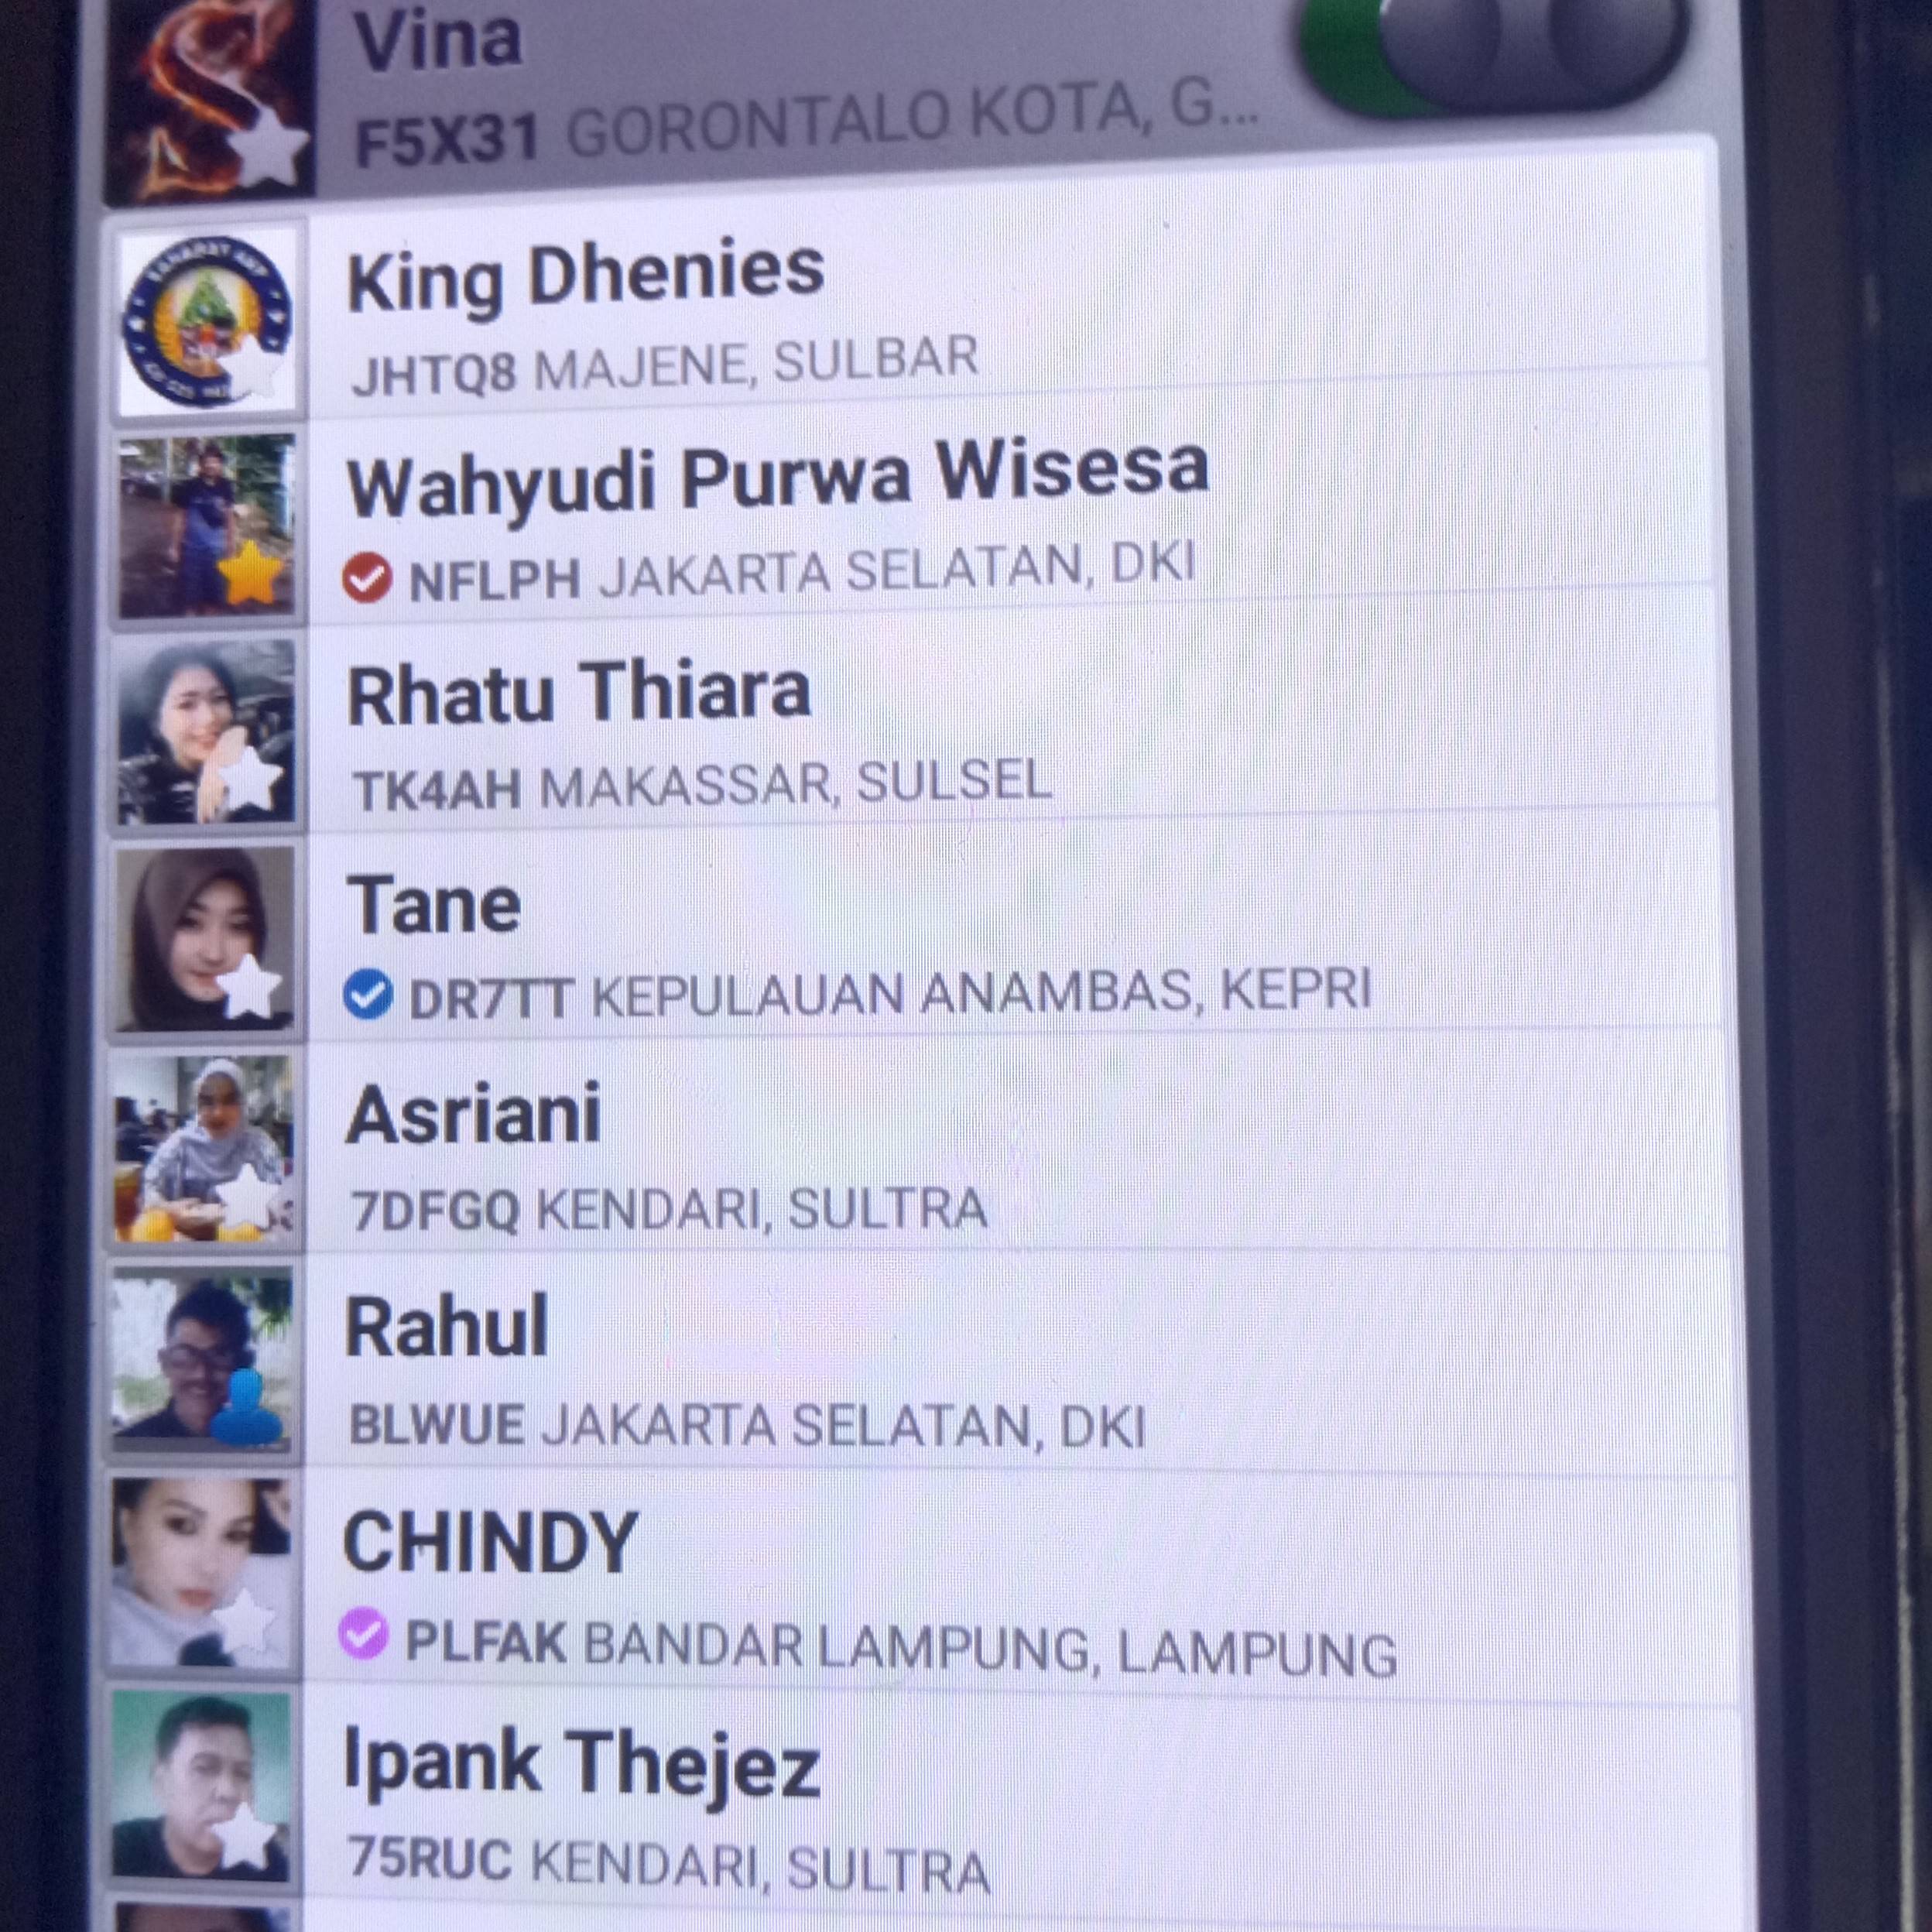 Vina
F5X31 GORONTALO KOTA, G...
King Dhenies
JHTQ8 MAJENE, SULBAR
Wahyudi Purwa Wisesa
NFLPH JAKARTA SELATAN, DKI
Rhatu Thiara
TK4AH MAKASSAR, SULSEL
Tane
DR7TT KEPULAUAN ANAMBAS, KEPRI
Asriani
7DFGQ KENDARI, SULTRA
Rahul
BLWUE JAKARTA SELATAN, DKI
CHINDY
PLFAK BANDAR LAMPUNG, LAMPUNG
Ipank Thejez
75RUC KENDARI, SULTRA